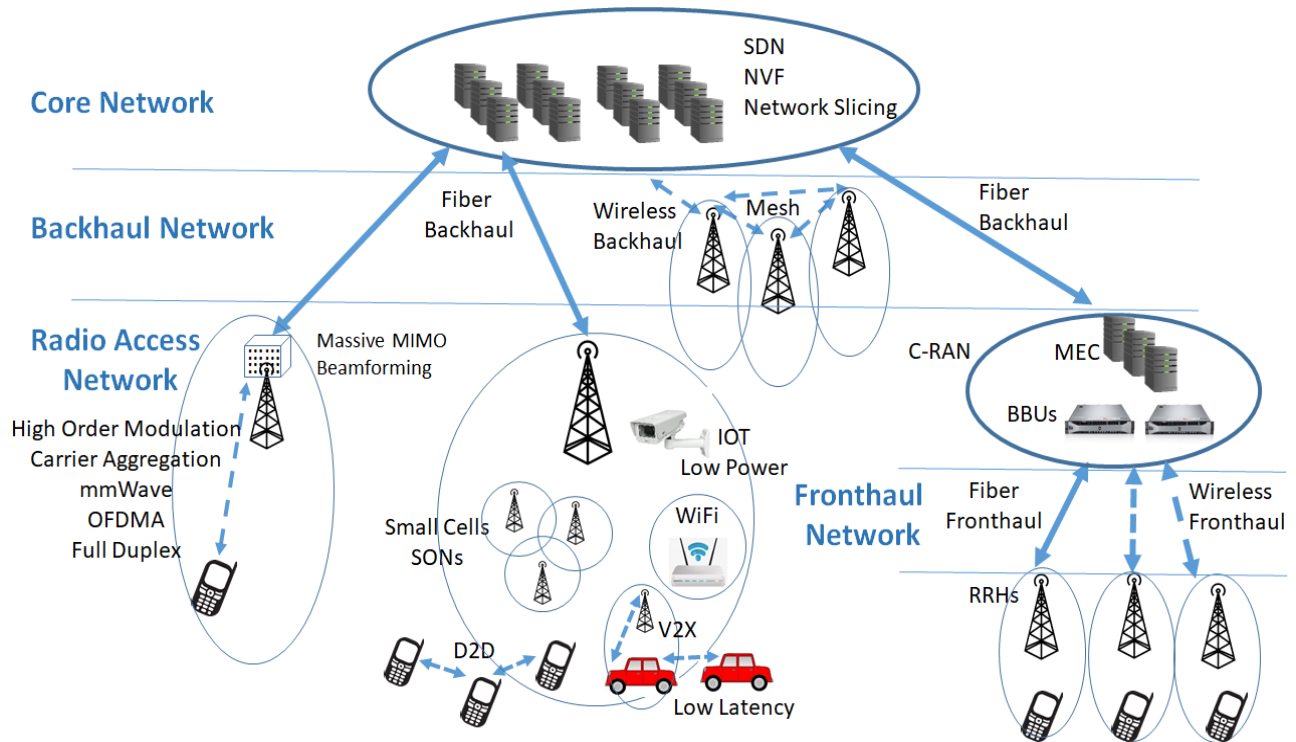 SDN
NVF
Network Slicing
Core Network
Fiber
Backhaul
Wireless
Backhaul
Mesh
Fiber
Backhaul
Backhaul Network
Radio Access
Network
Massive MIMO
Beamforming
High Order Modulation
Carrier Aggregation
mmWave
OFDMA
Full Duplex
IOT
Low Power
Small Cells
SONs
WiFi
D2D
V2X
Low Latency
C-RAN
MEC
BBUs
Fronthaul
Network
Fiber
Fronthaul
Wireless
Fronthaul
RRHs